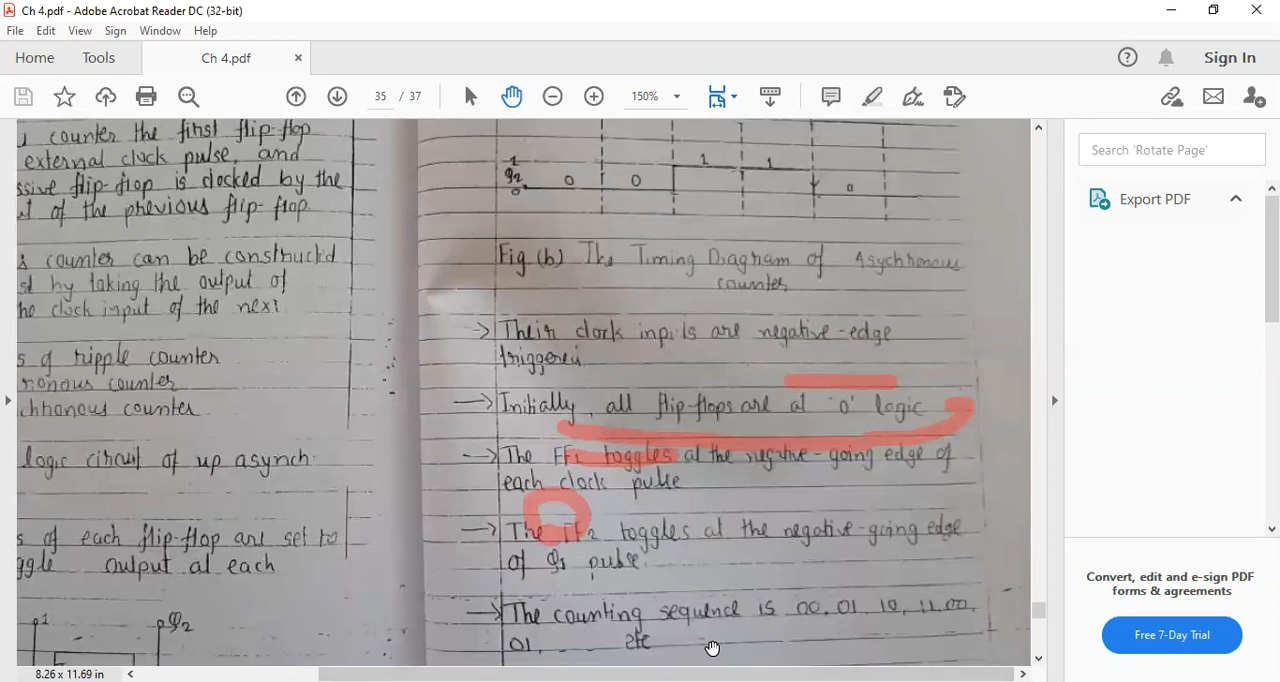 Ch 4.pdf - Adobe Acrobat Reader DC (32-bit)
File Edit View Sign Window Help
Home Tools Ch 4.pdf × Sign In
35 / 37 150%
counter the first flip-flop
external clock pulse, and
ssive flip-flop is clocked by the
of the previous flip-flop
counter can be constructd
by taking the output of
he clock input of the next
s of ripple counter
ronous counter
chronous counter.
logic circuit of up asynch.
s of each flip-flop are set to
ggle output at each
1 Q2
1
Q2
0
0 0 1 1 0
Fig (b) The Timing Diagram of Asychronous
counter
-> Their clock inputs are negative-edge
triggered
-> Initially, all flip-flops are at '0' logic
-> The FF1 toggles at the negative-going edge of
each clock pulse
-> The FF2 toggles at the negative-going edge
of Q1 pulse.
-> The counting sequence is 00, 01, 10, 11, 00,
01, etc
8.26 x 11.69 in
Search 'Rotate Page'
Export PDF
Convert, edit and e-sign PDF
forms & agreements
Free 7-Day Trial